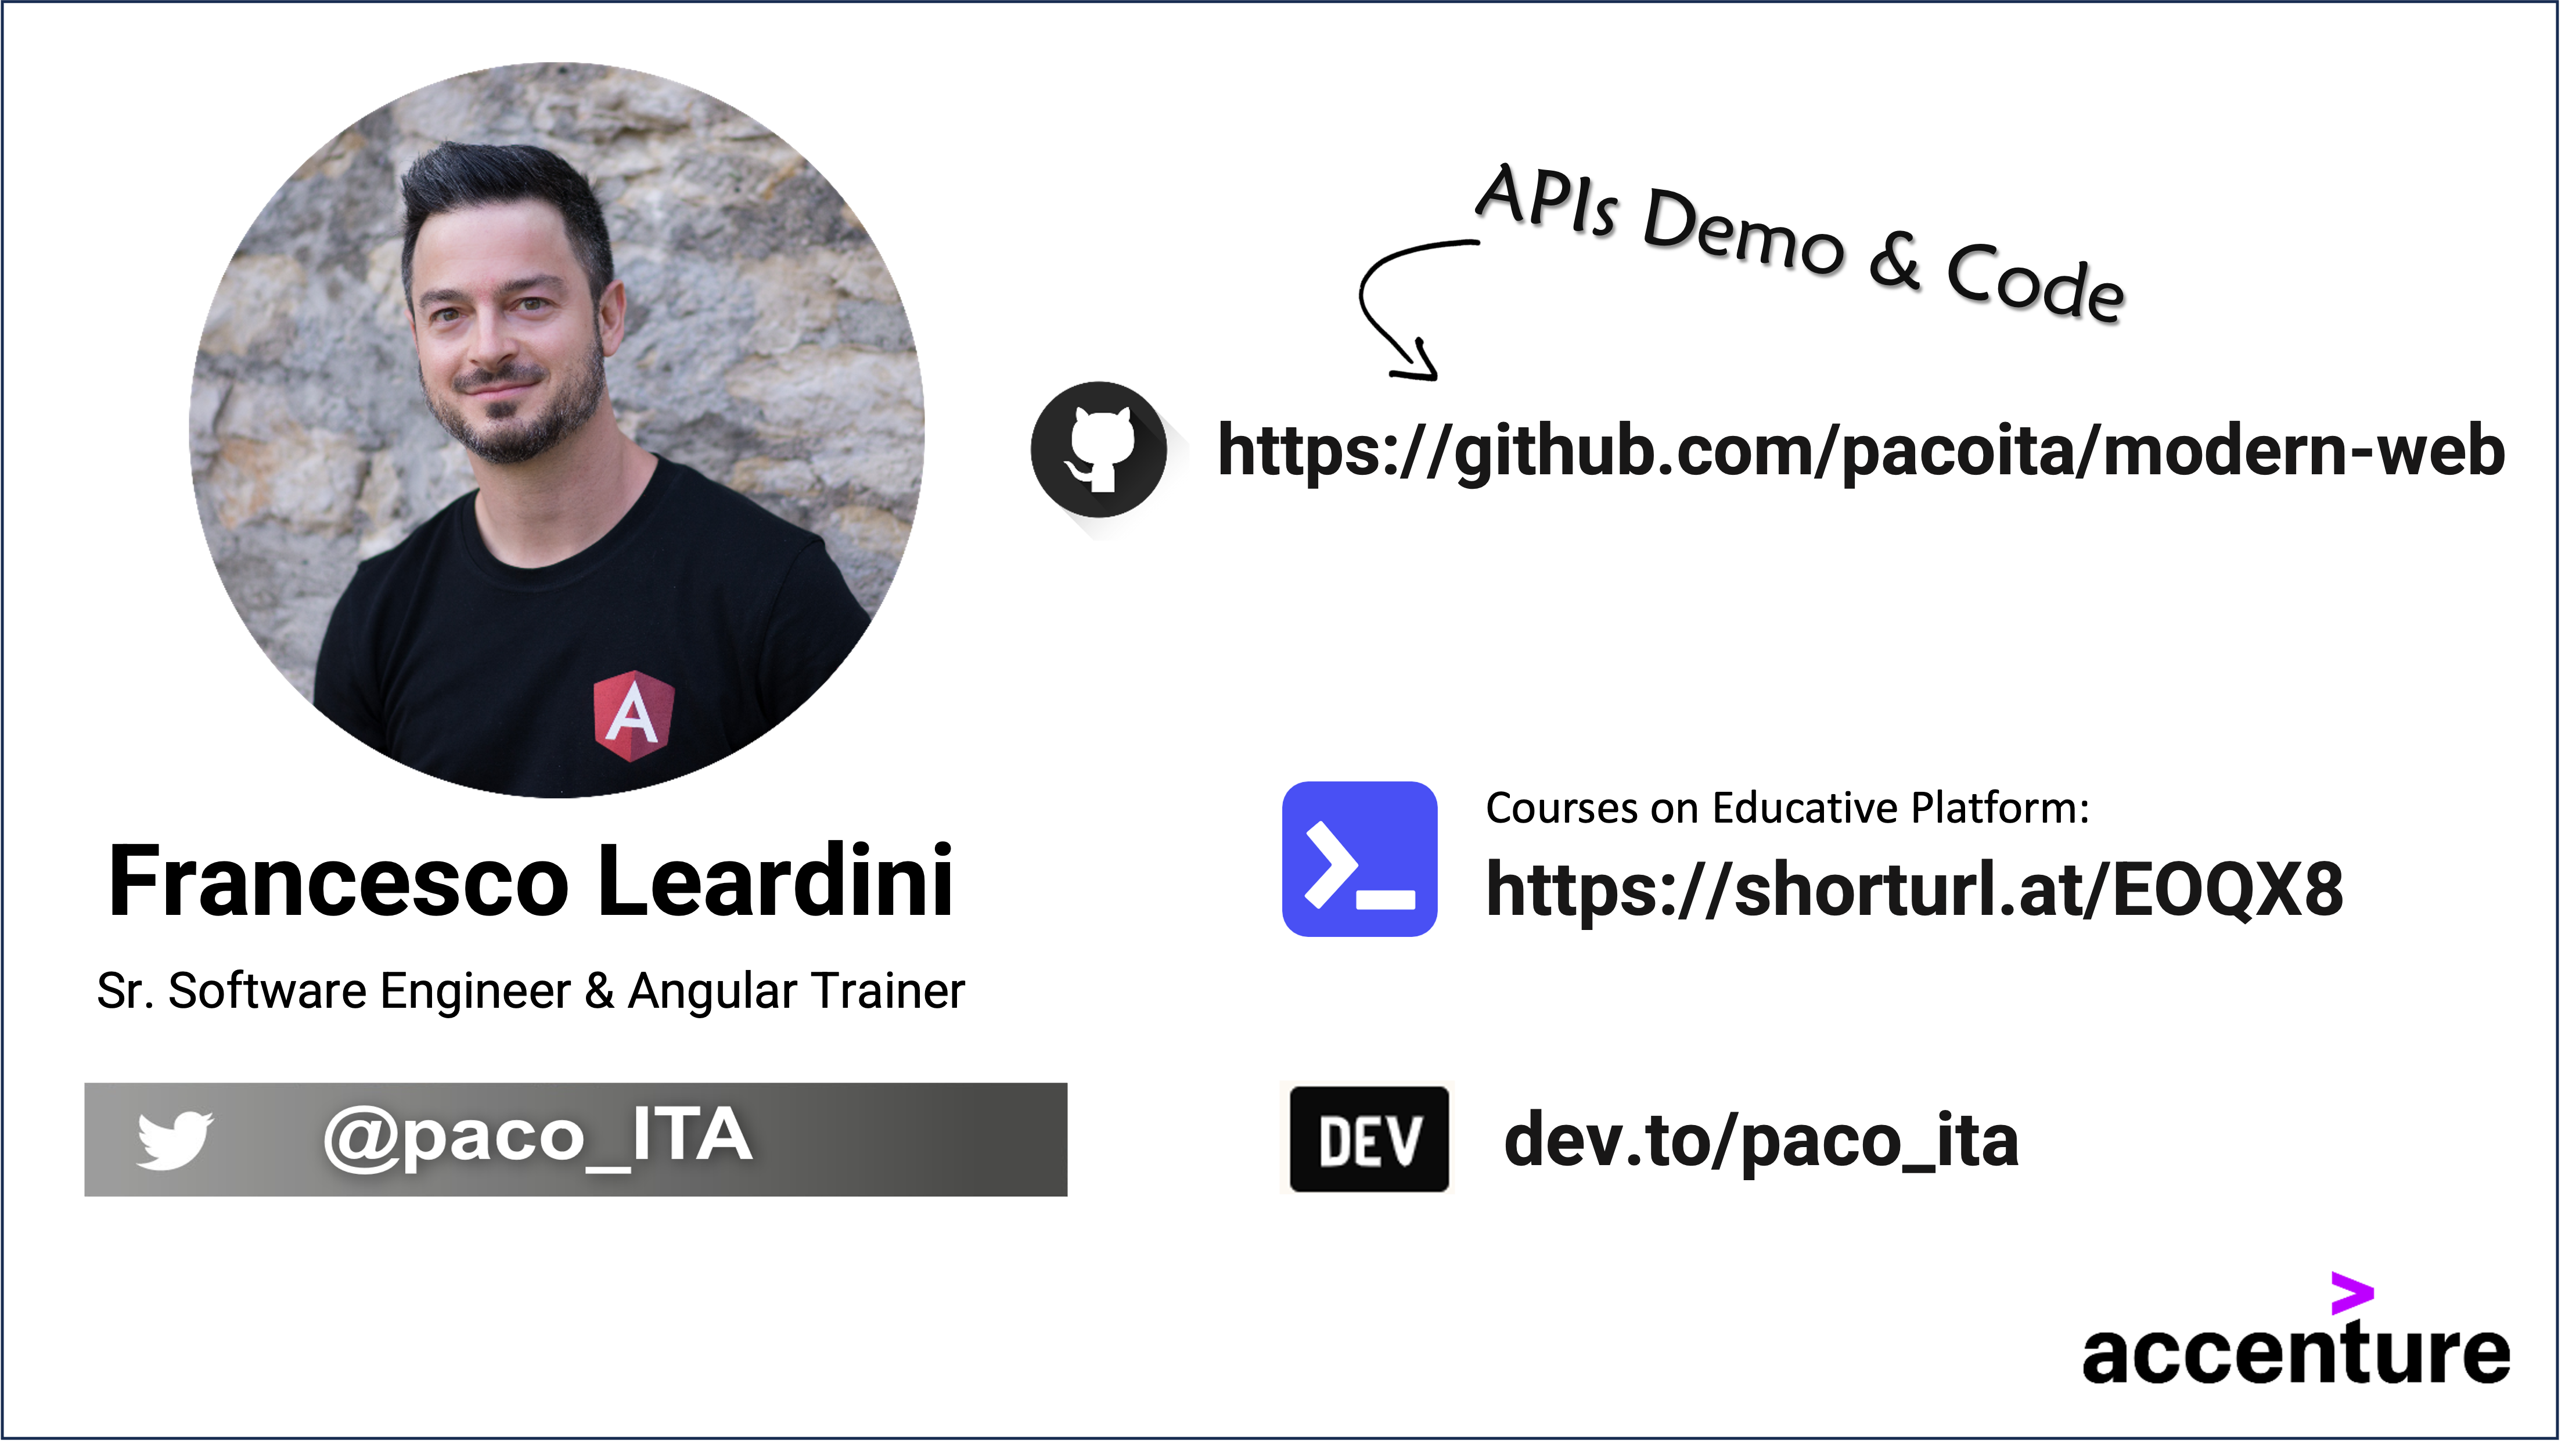 APIs Demo & Code
https://github.com/pacoita/modern-web
A
Francesco Leardini
Sr. Software Engineer & Angular Trainer
@paco_ITA
Courses on Educative Platform:
https://shorturl.at/EOQX8
DEV
dev.to/paco_ita
>
accenture